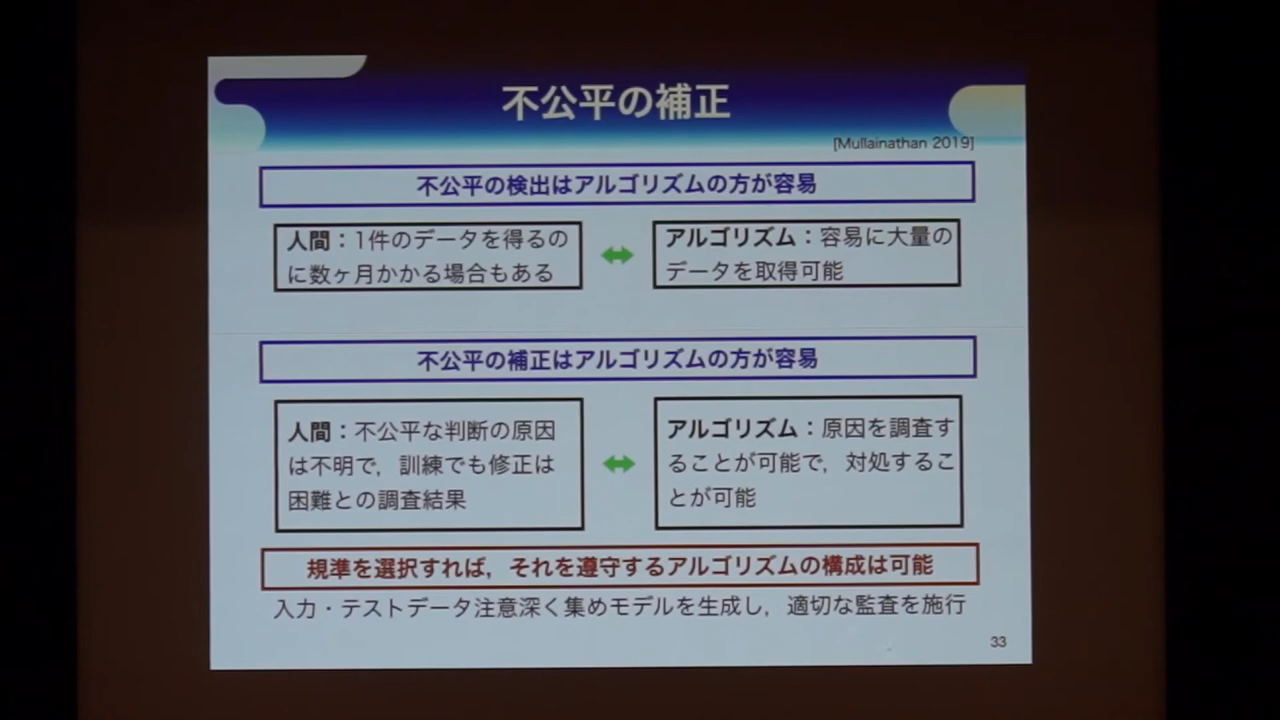 不公平の補正
[Mullainathan 2019]
不公平の検出はアルゴリズムの方が容易
人間：1件のデータを得るの
に数ヶ月かかる場合もある
アルゴリズム：容易に大量の
データを取得可能
不公平の補正はアルゴリズムの方が容易
人間：不公平な判断の原因
は不明で，訓練でも修正は
困難との調査結果
アルゴリズム：原因を調査す
ることが可能で，対処するこ
とが可能
規準を選択すれば，それを遵守するアルゴリズムの構成は可能
入力・テストデータ注意深く集めモデルを生成し，適切な監査を施行
33